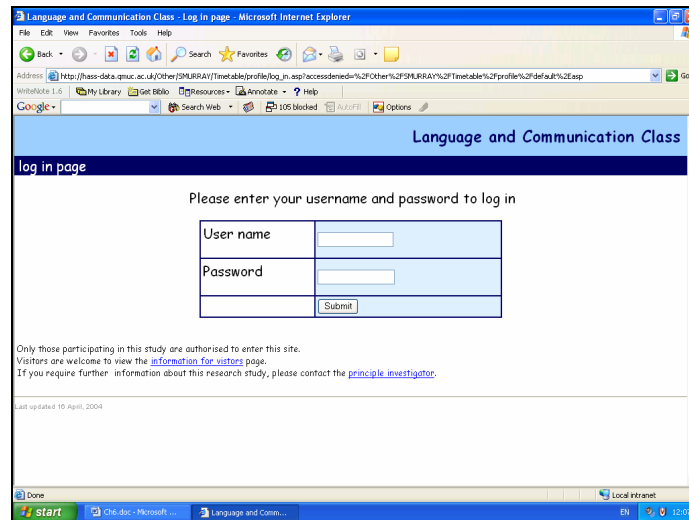 Language and Communication Class - Log in page - Microsoft Internet Explorer
File Edit View Favorites Tools Help
Back Search Favorites
Address http://hass-data.qmuc.ac.uk/Other/SMURRAY/Timetable/profile/log_in.asp?accessdenied=%2FOther%2FSMURRAY%2FTimetable%2Fprofile%2Fdefault%2Easp Go
WriteNote 1.6 My Library Get Biblio Resources Annotate ? Help
Google Search Web 105 blocked AutoFill Options
Language and Communication Class
log in page
Please enter your username and password to log in
User name
Password
Submit
Only those participating in this study are authorised to enter this site.
Visitors are welcome to view the information for vistors page.
If you require further information about this research study, please contact the principle investigator.
Last updated 16 April, 2004
Done Local intranet
start Ch6.doc - Microsoft ... Language and Comm... EN 12:0